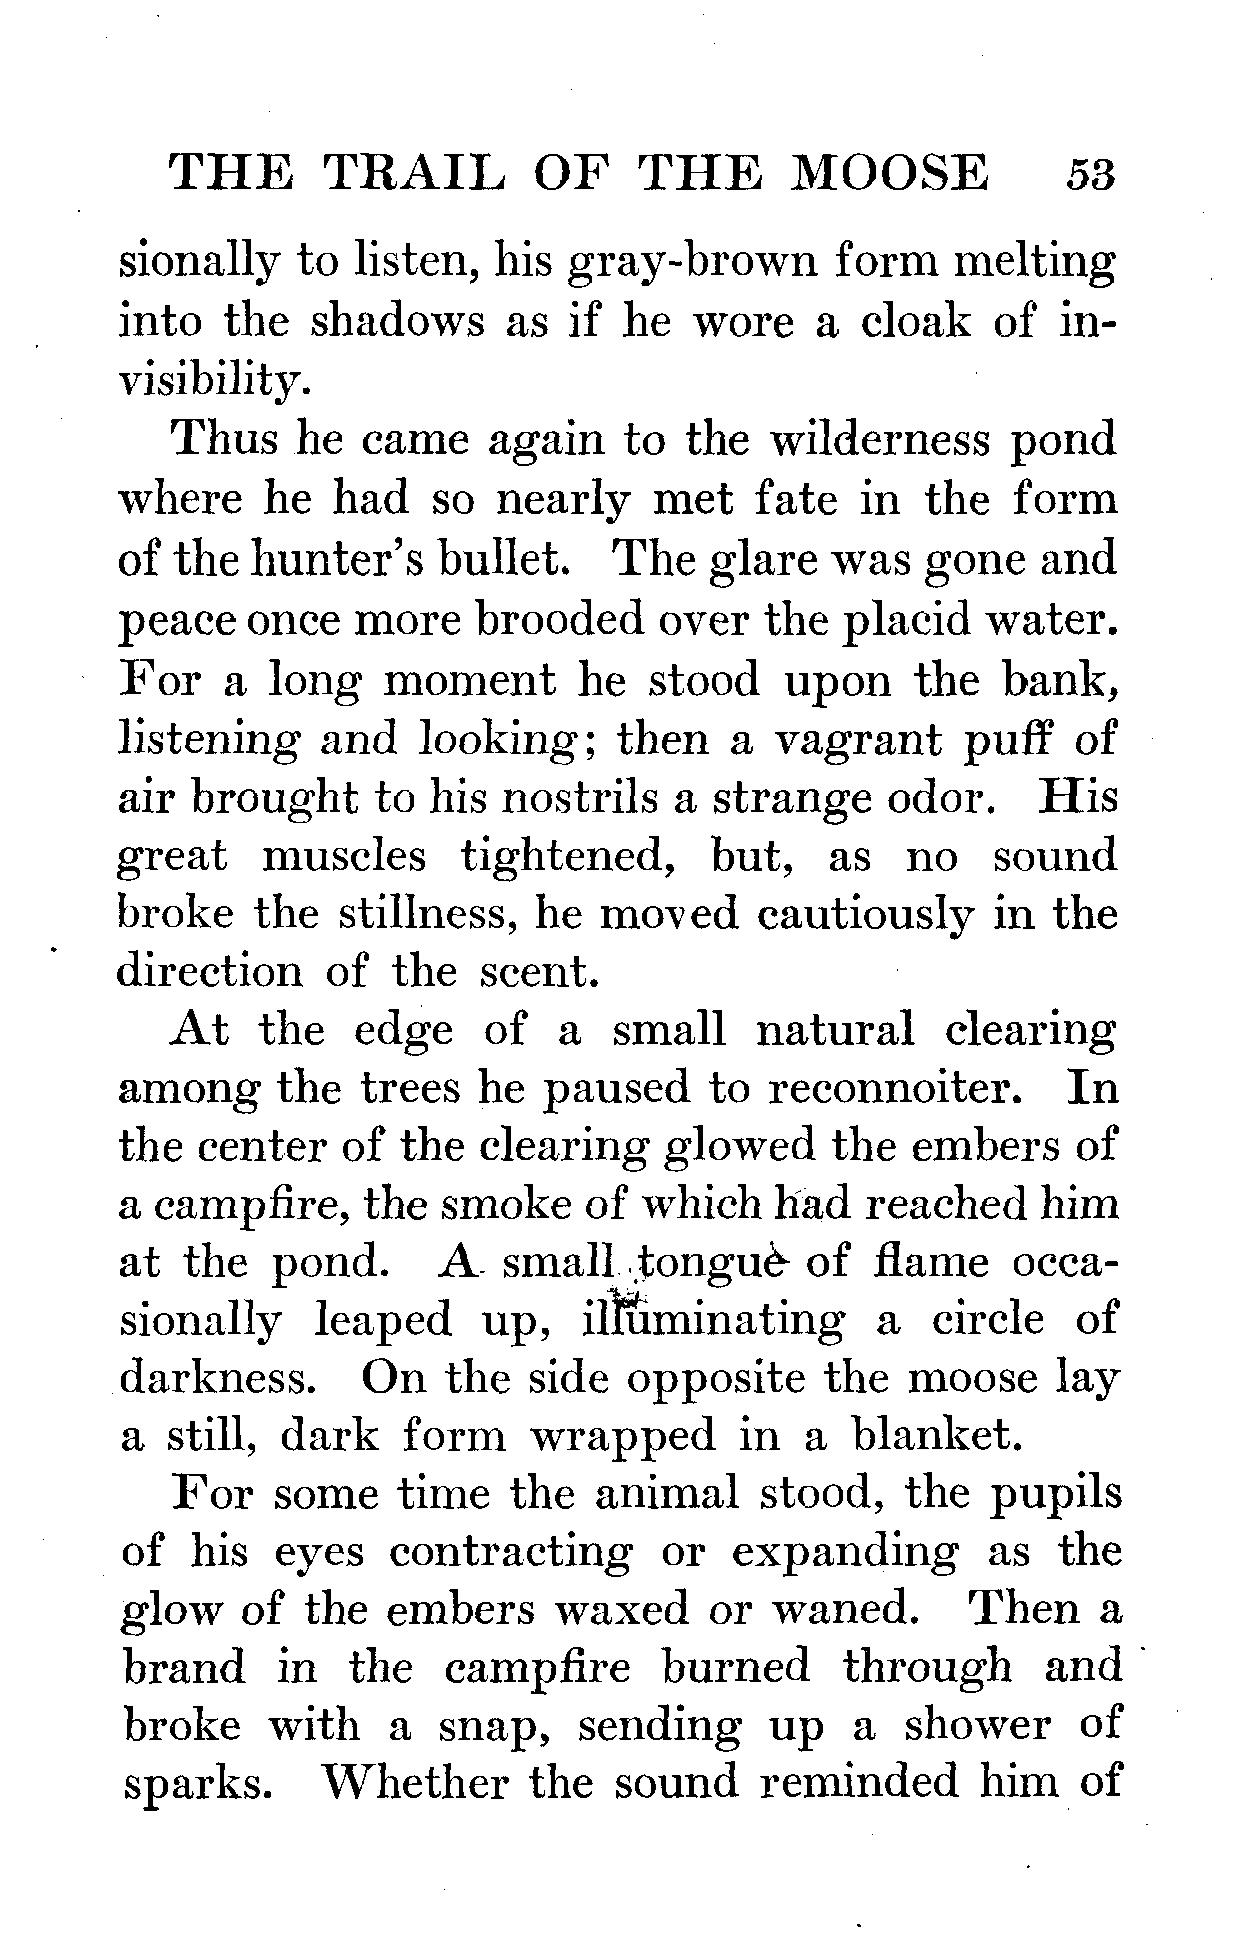 THE TRAIL OF THE MOOSE 53
sionally to listen, his gray-brown form melting
into the shadows as if he wore a cloak of in-
visibility.
Thus he came again to the wilderness pond
where he had so nearly met fate in the form
of the hunter's bullet. The glare was gone and
peace once more brooded over the placid water.
For a long moment he stood upon the bank,
listening and looking; then a vagrant puff of
air brought to his nostrils a strange odor. His
great muscles tightened, but, as no sound
broke the stillness, he moved cautiously in the
direction of the scent.
At the edge of a small natural clearing
among the trees he paused to reconnoiter. In
the center of the clearing glowed the embers of
a campfire, the smoke of which had reached him
at the pond. A small tongue of flame occa-
sionally leaped up, illuminating a circle of
darkness. On the side opposite the moose lay
a still, dark form wrapped in a blanket.
For some time the animal stood, the pupils
of his eyes contracting or expanding as the
glow of the embers waxed or waned. Then a
brand in the campfire burned through and
broke with a snap, sending up a shower of
sparks. Whether the sound reminded him of